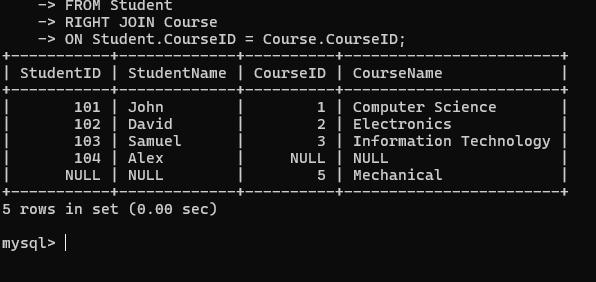 -> FROM Student
-> RIGHT JOIN Course
-> ON Student.CourseID = Course.CourseID;
+-----------+-------------+----------+------------------------+
| StudentID | StudentName | CourseID | CourseName             |
+-----------+-------------+----------+------------------------+
|       101 | John        |        1 | Computer Science       |
|       102 | David       |        2 | Electronics            |
|       103 | Samuel      |        3 | Information Technology |
|       104 | Alex        |     NULL | NULL                   |
|      NULL | NULL        |        5 | Mechanical             |
+-----------+-------------+----------+------------------------+
5 rows in set (0.00 sec)
mysql>